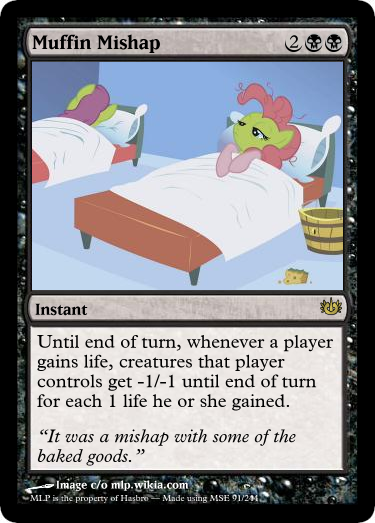 Muffin Mishap 2
Instant
Until end of turn, whenever a player
gains life, creatures that player
controls get -1/-1 until end of turn
for each 1 life he or she gained.
“It was a mishap with some of the
baked goods.”
Image c/o mlp.wikia.com
MLP is the property of Hasbro — Made using MSE 91/244